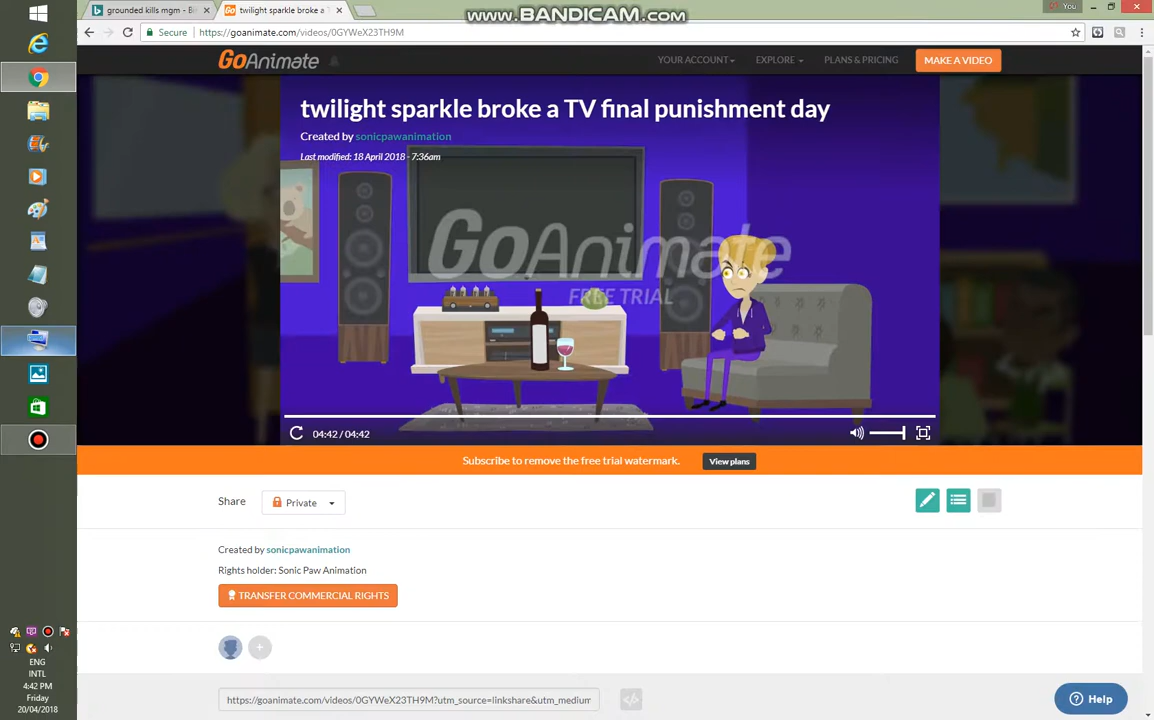 www.BANDICAM.com
You
grounded kills mgm - Bi
twilight sparkle broke a T
Secure
https://goanimate.com/videos/0GYWeX23TH9M
GoAnimate
YOUR ACCOUNT
EXPLORE
PLANS & PRICING
MAKE A VIDEO
twilight sparkle broke a TV final punishment day
Created by sonicpawanimation
Last modified: 18 April 2018 - 7:36am
GoAnimate
FREE TRIAL
04:42 / 04:42
Subscribe to remove the free trial watermark.
View plans
Share
Private
Created by sonicpawanimation
Rights holder: Sonic Paw Animation
TRANSFER COMMERCIAL RIGHTS
https://goanimate.com/videos/0GYWeX23TH9M?utm_source=linkshare&utm_medium
Help
ENG
INTL
4:42 PM
Friday
20/04/2018